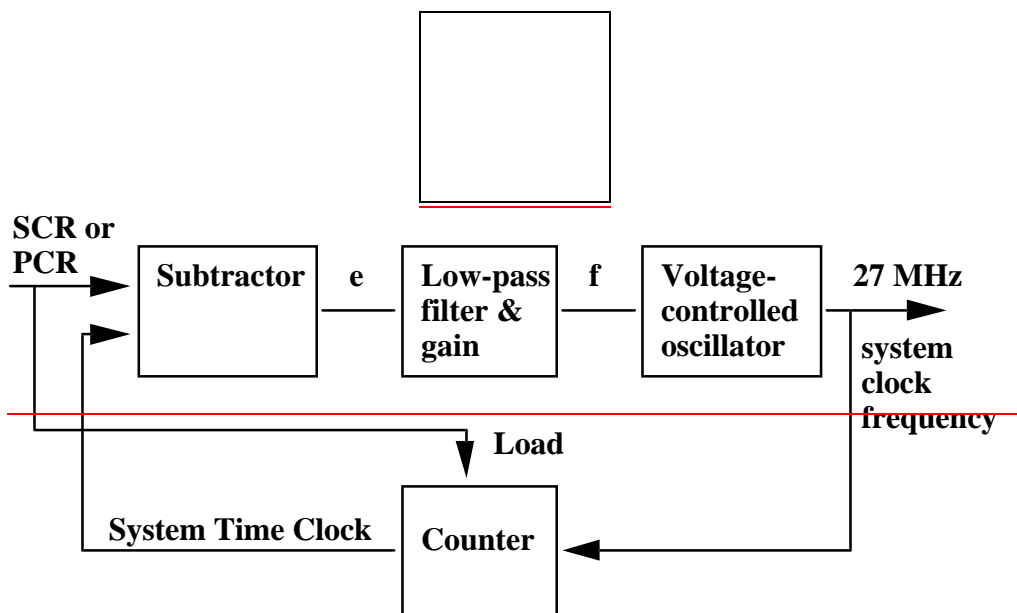 SCR or
PCR
Subtractor
e
Low-pass
filter &
gain
f
Voltage-
controlled
oscillator
27 MHz
system
clock
frequency
Load
System Time Clock
Counter